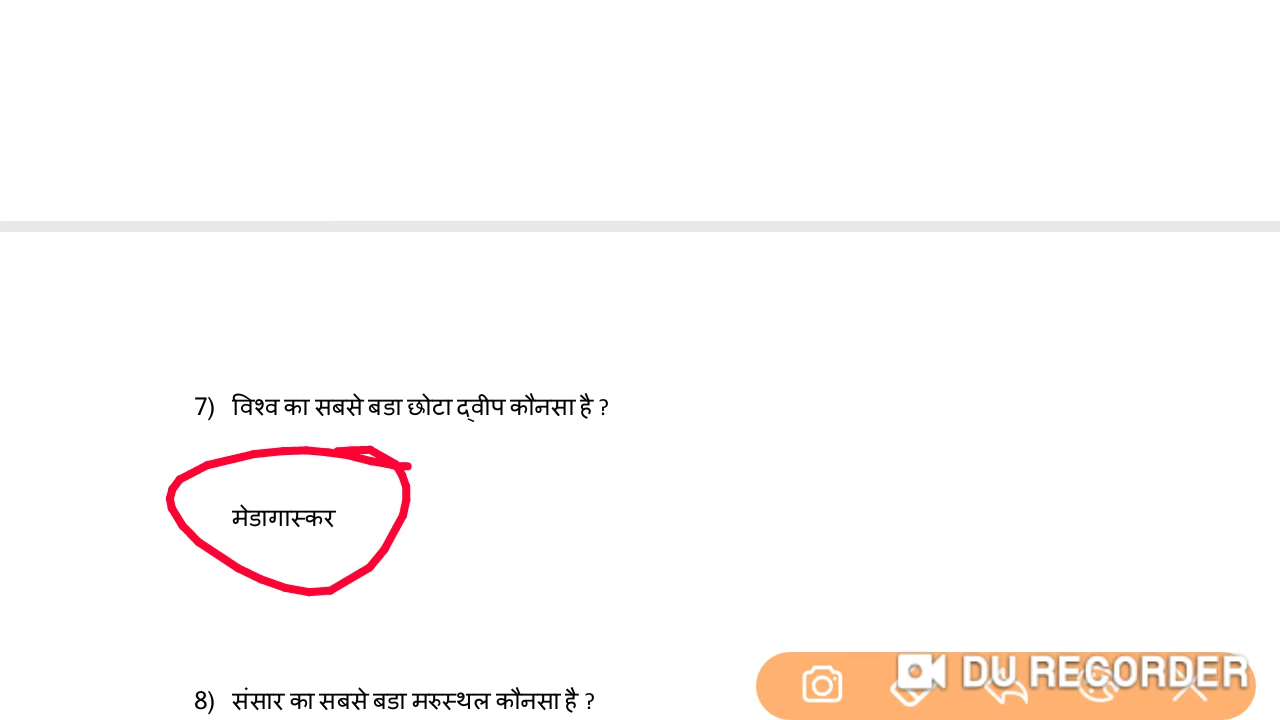 7) विश्व का सबसे बडा छोटा द्वीप कौनसा है ?
मेडागास्कर
8) संसार का सबसे बडा मरुस्थल कौनसा है ?
DU RECORDER